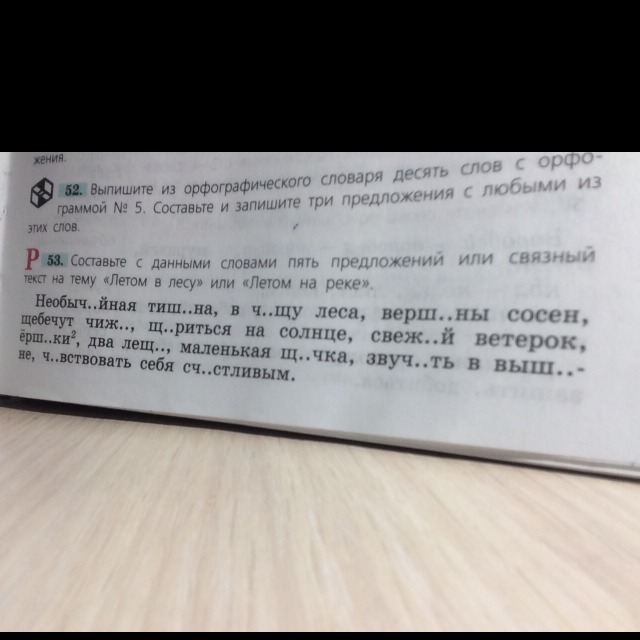 жения.
52. Выпишите из орфографического словаря десять слов с орфо-
граммой № 5. Составьте и запишите три предложения с любыми из
этих слов.
Р 53. Составьте с данными словами пять предложений или связный
текст на тему «Летом в лесу» или «Летом на реке».
Необыч..йная тиш..на, в ч..щу леса, верш..ны сосен,
щебечут чиж.., щ..риться на солнце, свеж..й ветерок,
ёрш..ки², два лещ.., маленькая щ..чка, звуч..ть в выш..-
не, ч..вствовать себя сч..стливым.